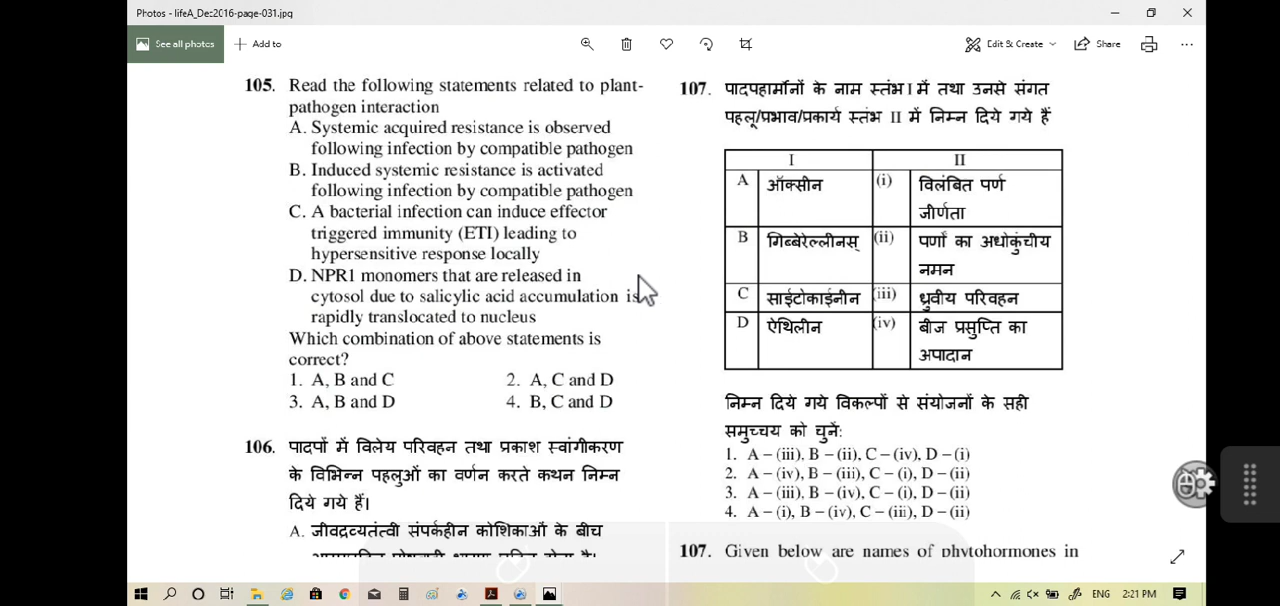 Photos - lifeA_Dec2016-page-031.jpg
See all photos
Add to
Edit & Create
Share
105. Read the following statements related to plant-
pathogen interaction
A. Systemic acquired resistance is observed
following infection by compatible pathogen
B. Induced systemic resistance is activated
following infection by compatible pathogen
C. A bacterial infection can induce effector
triggered immunity (ETI) leading to
hypersensitive response locally
D. NPR1 monomers that are released in
cytosol due to salicylic acid accumulation is
rapidly translocated to nucleus
Which combination of above statements is
correct?
1. A, B and C 2. A, C and D
3. A, B and D 4. B, C and D
106. पादपों में विलेय परिवहन तथा प्रकाश स्वांगीकरण
के विभिन्न पहलुओं का वर्णन करते कथन निम्न
दिये गये हैं।
A. जीवद्रव्यतंत्वी संपर्कहीन कोशिकाओं के बीच
107. पादपहार्मोनों के नाम स्तंभ I में तथा उनसे संगत
पहलू/प्रभाव/प्रकार्य स्तंभ II में निम्न दिये गये हैं
I II
A ऑक्सीन (i) विलंबित पर्ण
जीर्णता
B गिब्बेरेल्लीनस् (ii) पर्णों का अधोकुंचीय
नमन
C साईटोकाईनीन (iii) ध्रुवीय परिवहन
D ऐथिलीन (iv) बीज प्रसुप्ति का
अपादान
निम्न दिये गये विकल्पों से संयोजनों के सही
समुच्चय को चुनें:
1. A – (iii), B – (ii), C – (iv), D – (i)
2. A – (iv), B – (iii), C – (i), D – (ii)
3. A – (iii), B – (iv), C – (i), D – (ii)
4. A – (i), B – (iv), C – (iii), D – (ii)
107. Given below are names of phytohormones in
ENG 2:21 PM